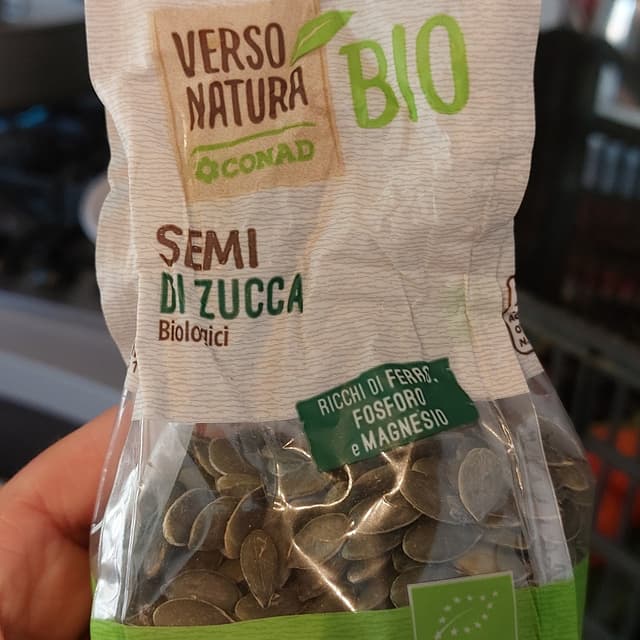 VERSO
NATURA
CONAD
BIO
SEMI
DI ZUCCA
Biologici
RICCHI DI FERRO,
FOSFORO
e MAGNESIO